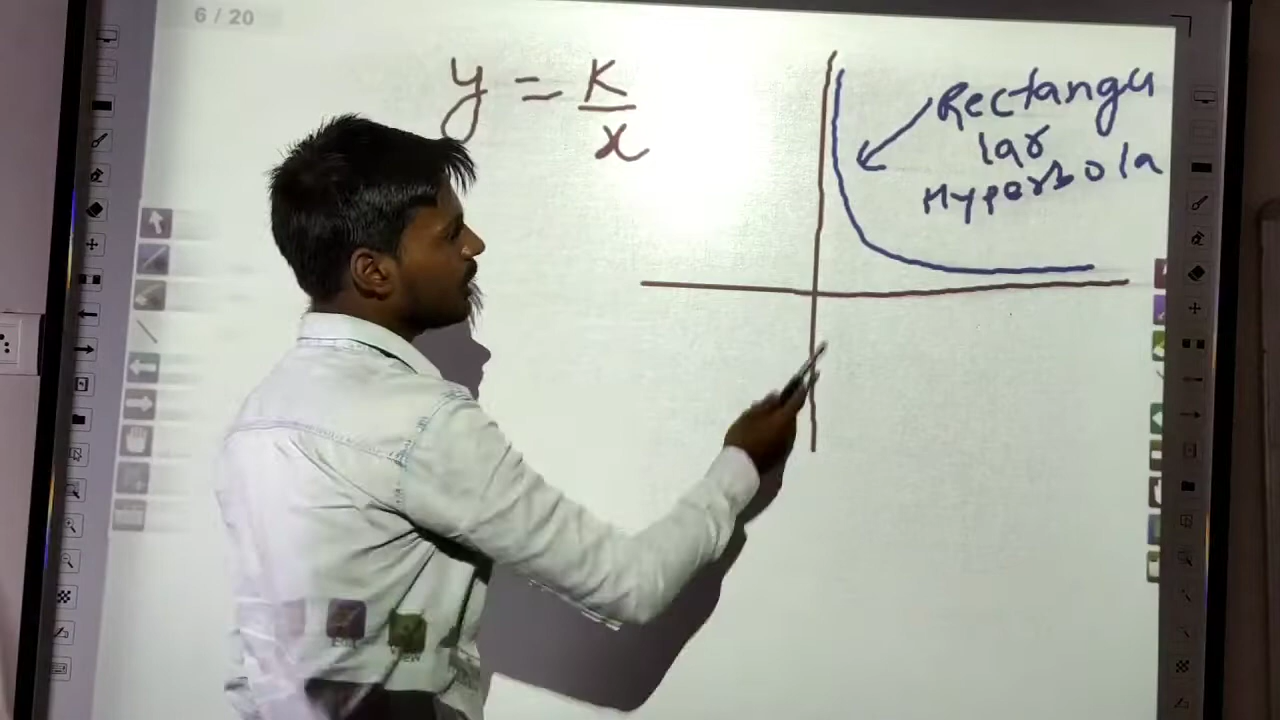 6 / 20
y = K/x
Rectangu
lar
Hyperbola